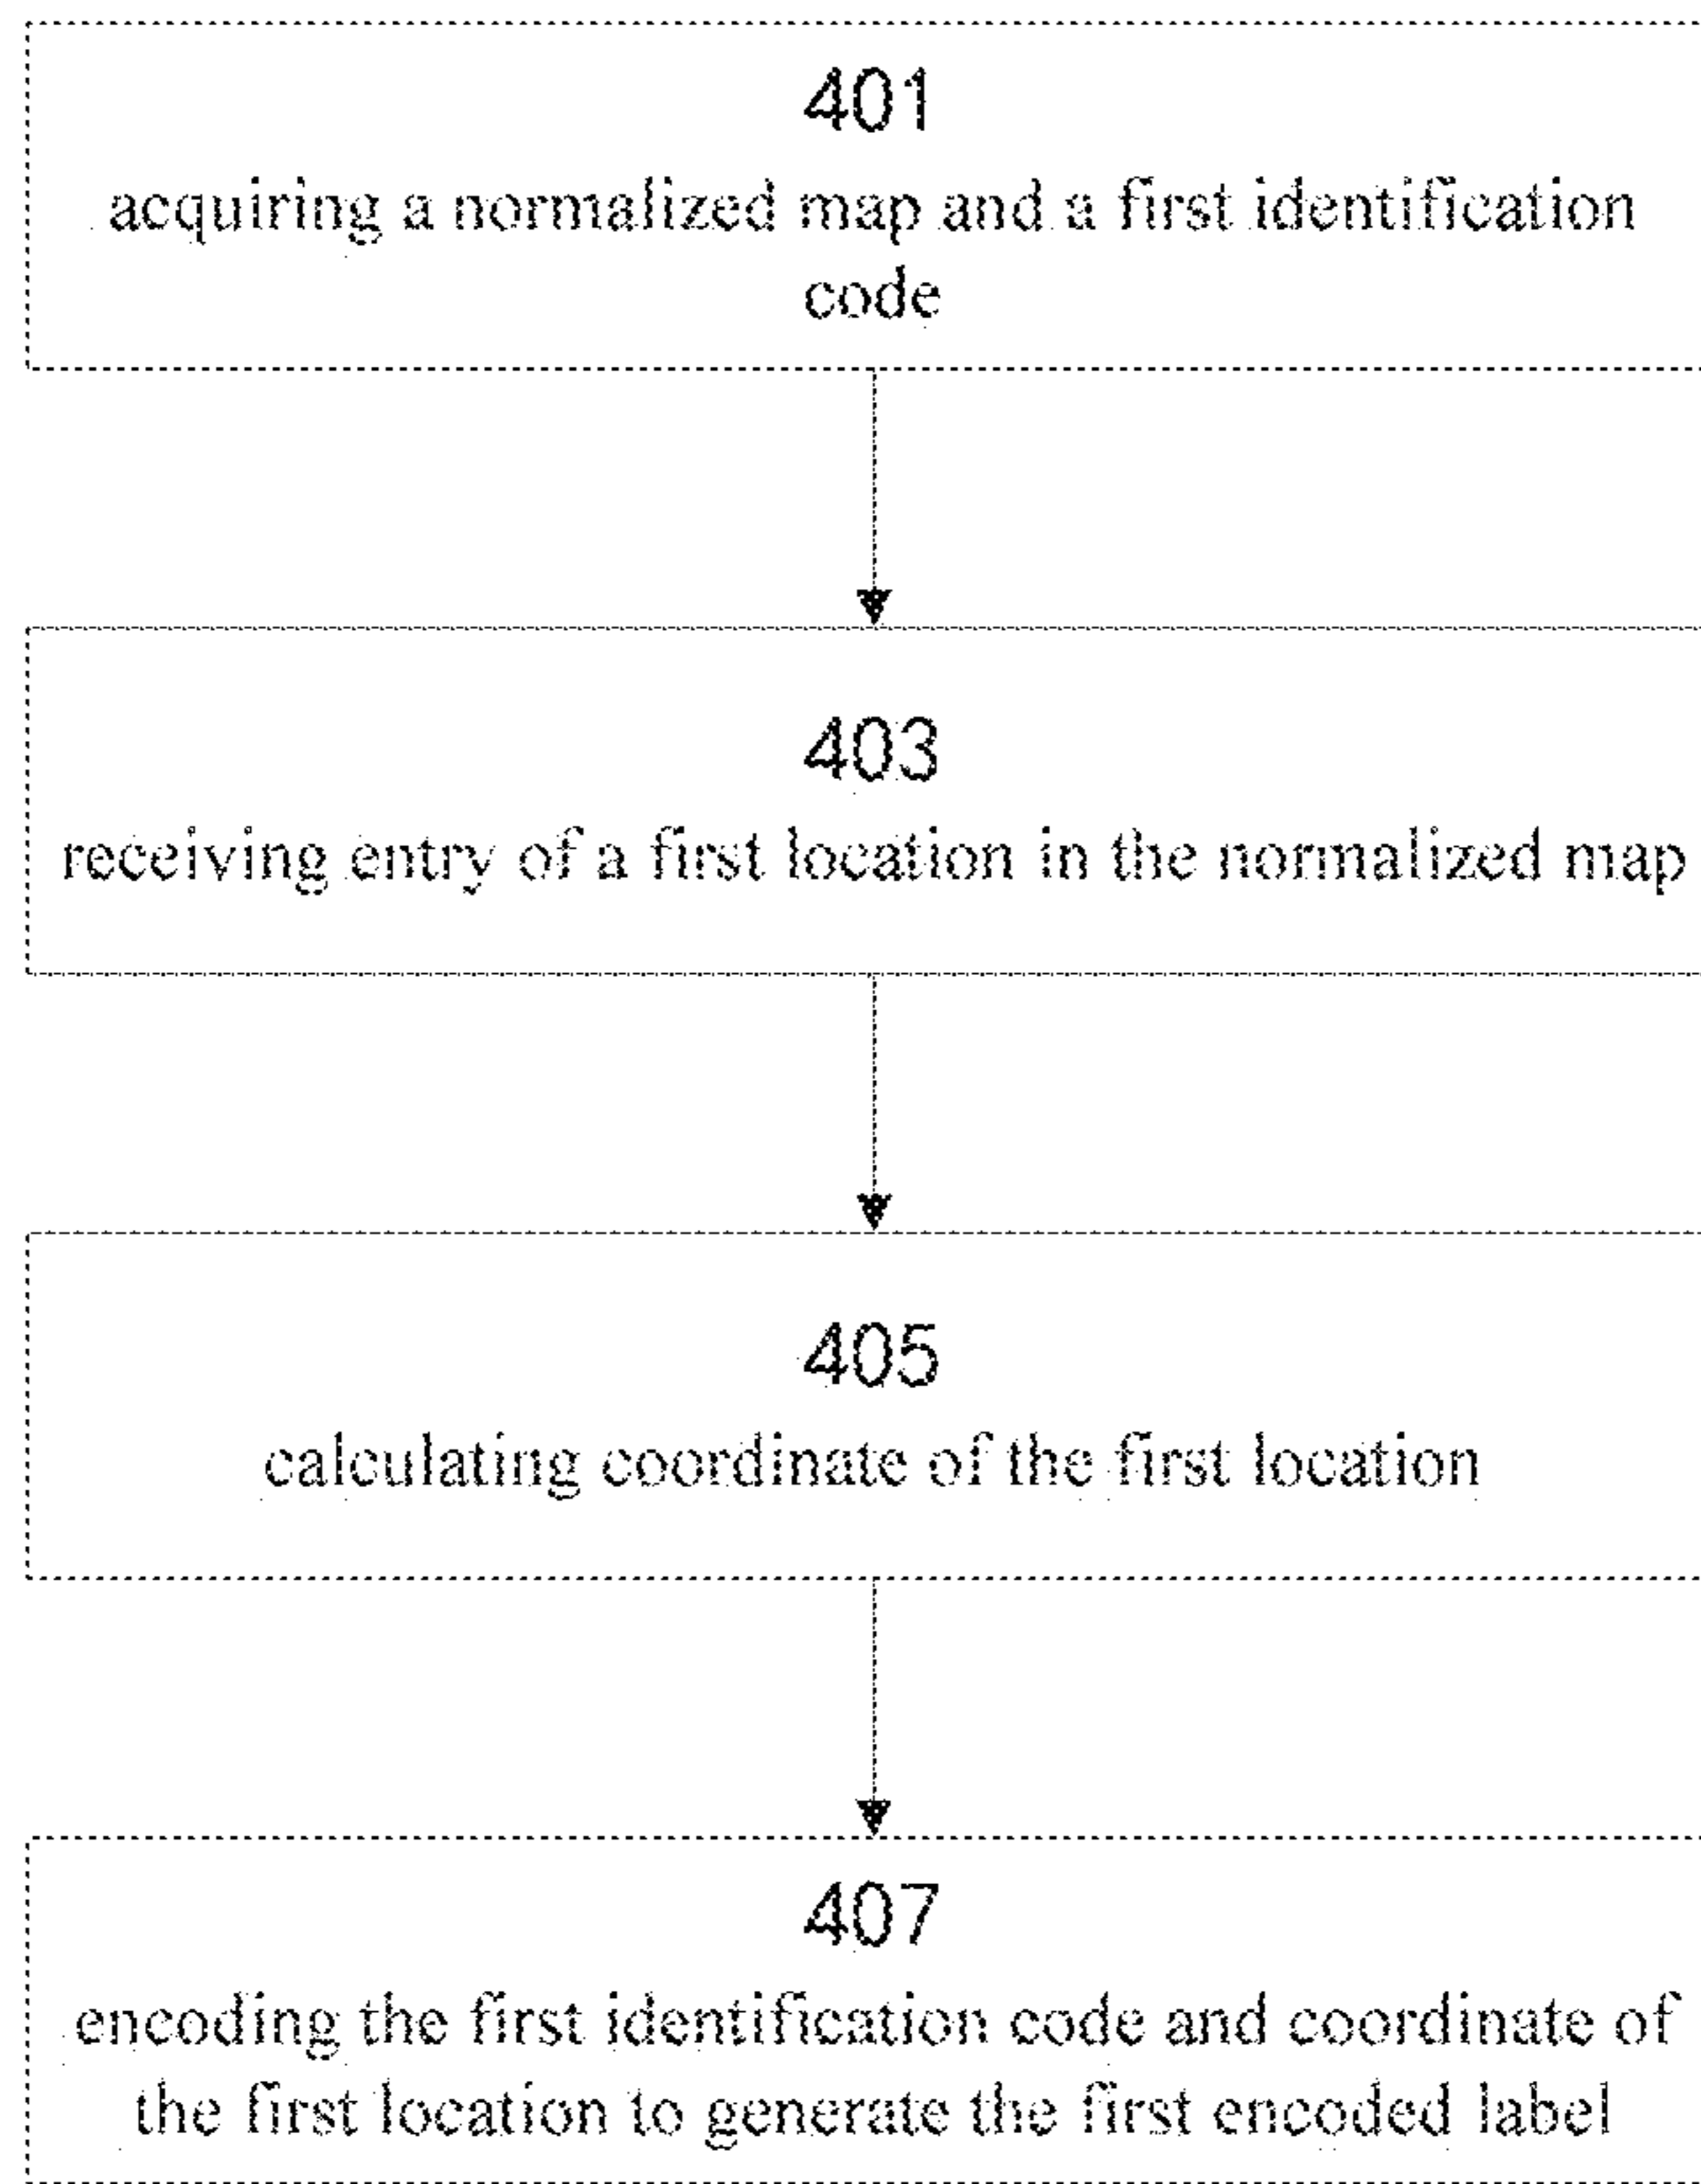 401
acquiring a normalized map and a first identification
code
403
receiving entry of a first location in the normalized map
405
calculating coordinate of the first location
407
encoding the first identification code and coordinate of
the first location to generate the first encoded label